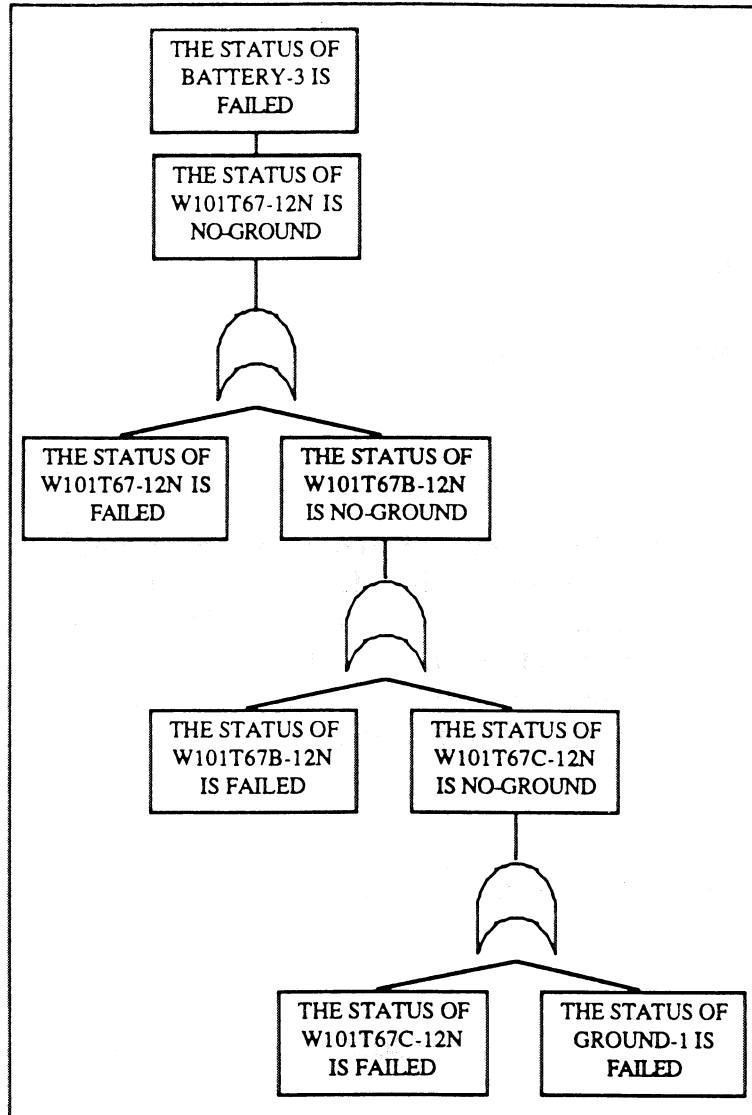 THE STATUS OF
BATTERY-3 IS
FAILED
THE STATUS OF
W101T67-12N IS
NO-GROUND
THE STATUS OF
W101T67-12N IS
FAILED
THE STATUS OF
W101T67B-12N
IS NO-GROUND
THE STATUS OF
W101T67B-12N
IS FAILED
THE STATUS OF
W101T67C-12N
IS NO-GROUND
THE STATUS OF
W101T67C-12N
IS FAILED
THE STATUS OF
GROUND-1 IS
FAILED